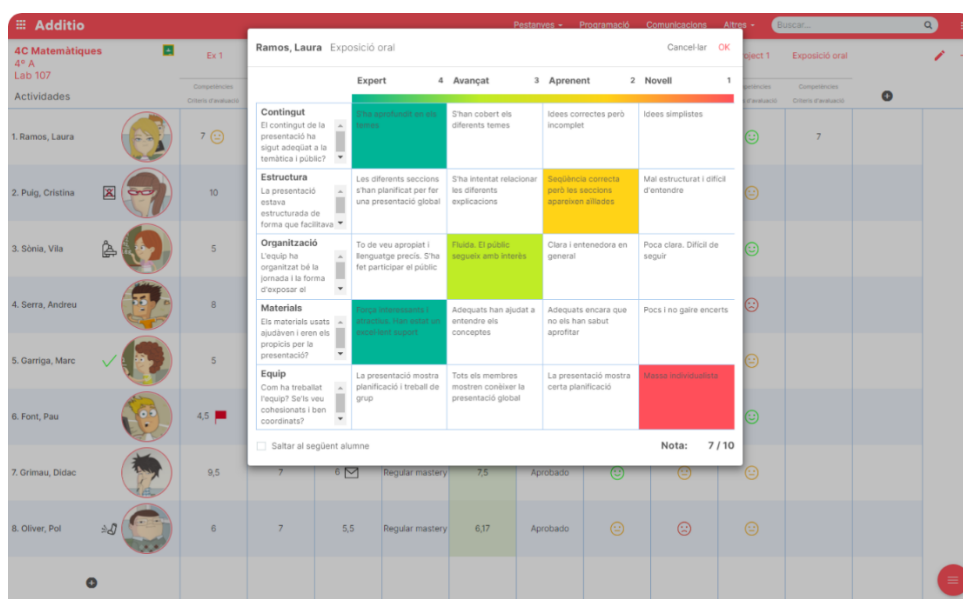 Additio
Pestanyes
Programació
Comunicacions
Altres
Buscar...
4C Matemàtiques
4º A
Lab 107
Actividades
Ex 1
Competències
Criteris d'avaluació
Project 1
Exposició oral
Competències
Criteris d'avaluació
1. Ramos, Laura
7
7
2. Puig, Cristina
10
3. Sònia, Vila
5
4. Serra, Andreu
8
5. Garriga, Marc
5
6. Font, Pau
4,5
7. Grimau, Dídac
9,5
7
6
Regular mastery
7,5
Aprobado
8. Oliver, Pol
6
7
5,5
Regular mastery
6,17
Aprobado
Ramos, Laura Exposició oral
Cancel·lar OK
Expert 4 Avançat 3 Aprenent 2 Novell 1
Contingut
El contingut de la
presentació ha
sigut adeqüat a la
temàtica i públic?
S'ha aprofundit en els
temes
S'han cobert els
diferents temes
Idees correctes però
incomplet
Idees simplistes
Estructura
La presentació
estava
estructurada de
forma que facilitava
Les diferents seccions
s'han planificat per fer
una presentació global
S'ha intentat relacionar
les diferents
explicacions
Seqüència correcta
però les seccions
apareixen aïllades
Mal estructurat i difícil
d'entendre
Organització
L'equip ha
organitzat bé la
jornada i la forma
d'exposar el
To de veu apropiat i
llenguatge precís. S'ha
fet participar el públic
Fluida. El públic
segueix amb interès
Clara i entenedora en
general
Poca clara. Difícil de
seguir
Materials
Els materials usats
ajudàven i eren els
propicis per la
presentació?
Força interessants i
atractius. Han estat un
excel·lent suport
Adequats han ajudat a
entendre els
conceptes
Adequats encara que
no els han sabut
aprofitar
Pocs i no gaire encerts
Equip
Com ha treballat
l'equip? Se'ls veu
cohesionats i ben
coordinats?
La presentació mostra
planificació i treball de
grup
Tots els membres
mostren conèixer la
presentació global
La presentació mostra
certa planificació
Massa individualista
Saltar al següent alumne
Nota: 7 / 10